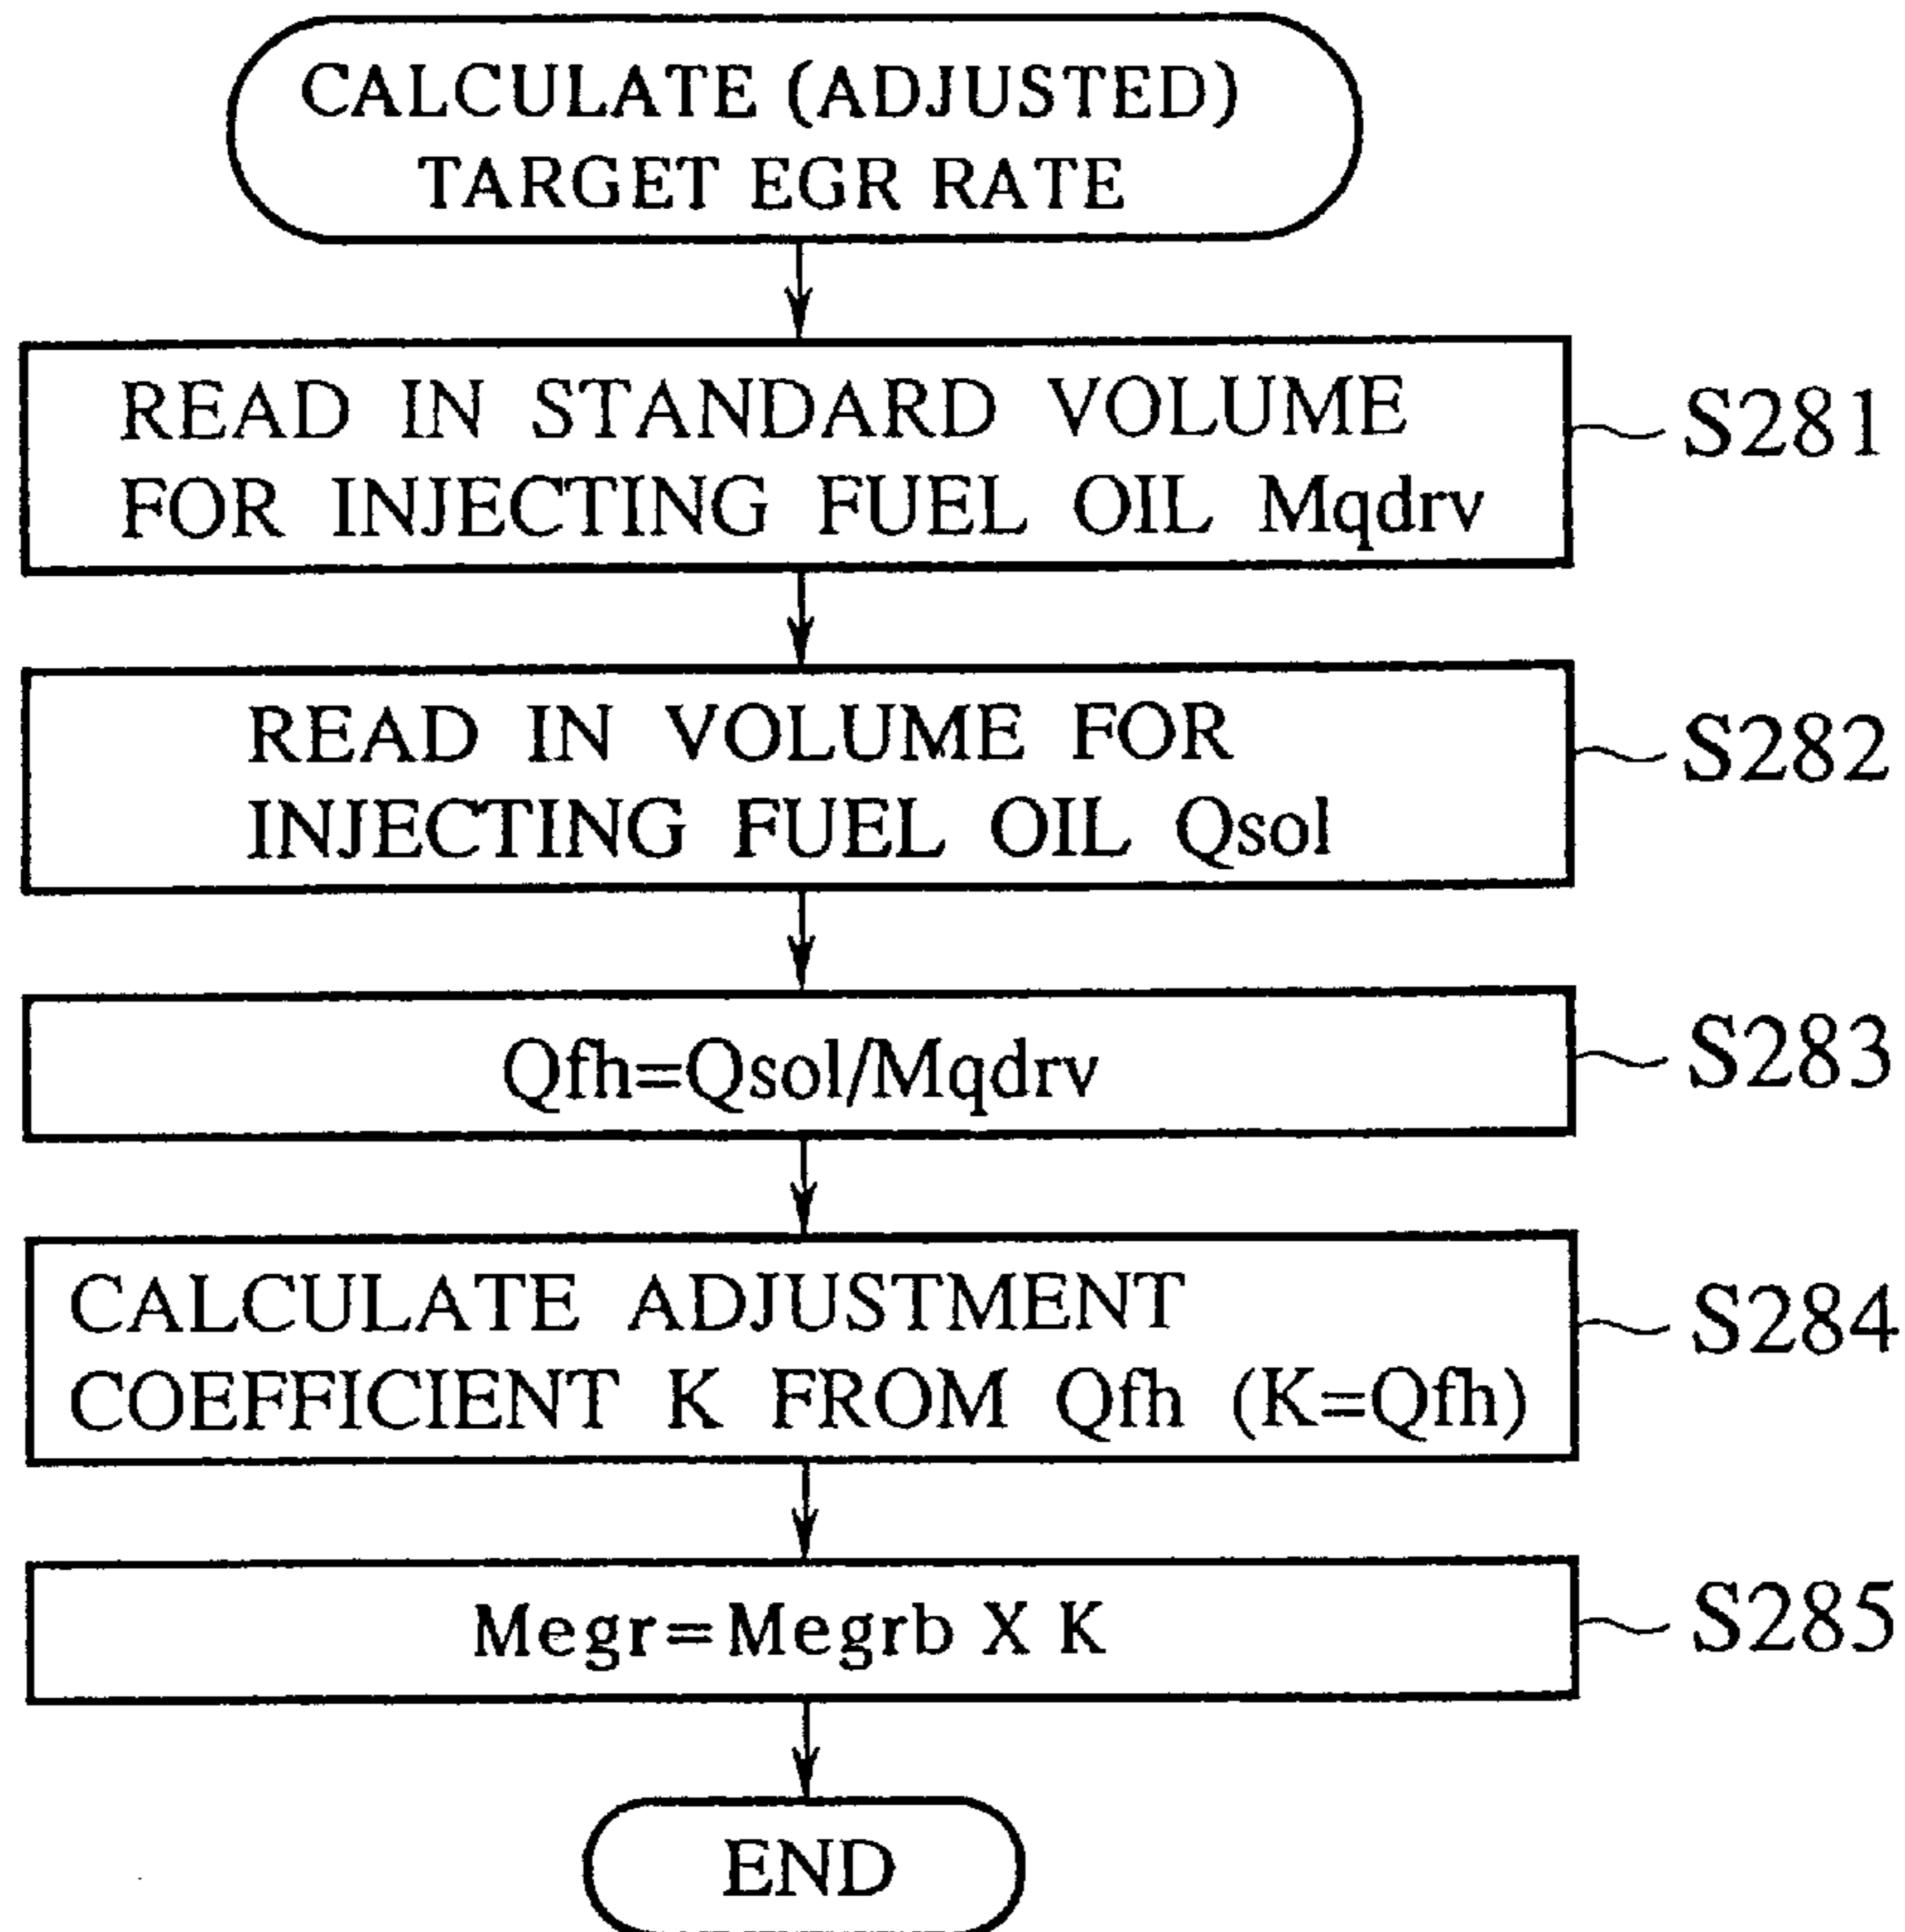 CALCULATE (ADJUSTED)
TARGET EGR RATE
READ IN STANDARD VOLUME
FOR INJECTING FUEL OIL Mqdrv
S281
READ IN VOLUME FOR
INJECTING FUEL OIL Qsol
S282
Qfh=Qsol/Mqdrv
S283
CALCULATE ADJUSTMENT
COEFFICIENT K FROM Qfh (K=Qfh)
S284
Megr=Megrb X K
S285
END